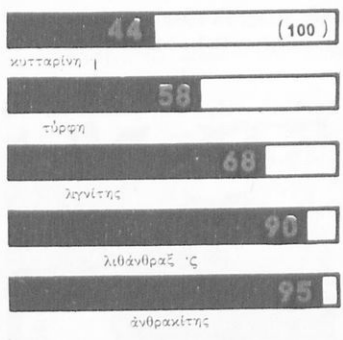 44 (100)
κυτταρίνη
58
τύρφη
68
λιγνίτης
90
λιθάνθραξ
95
ἀνθρακίτης